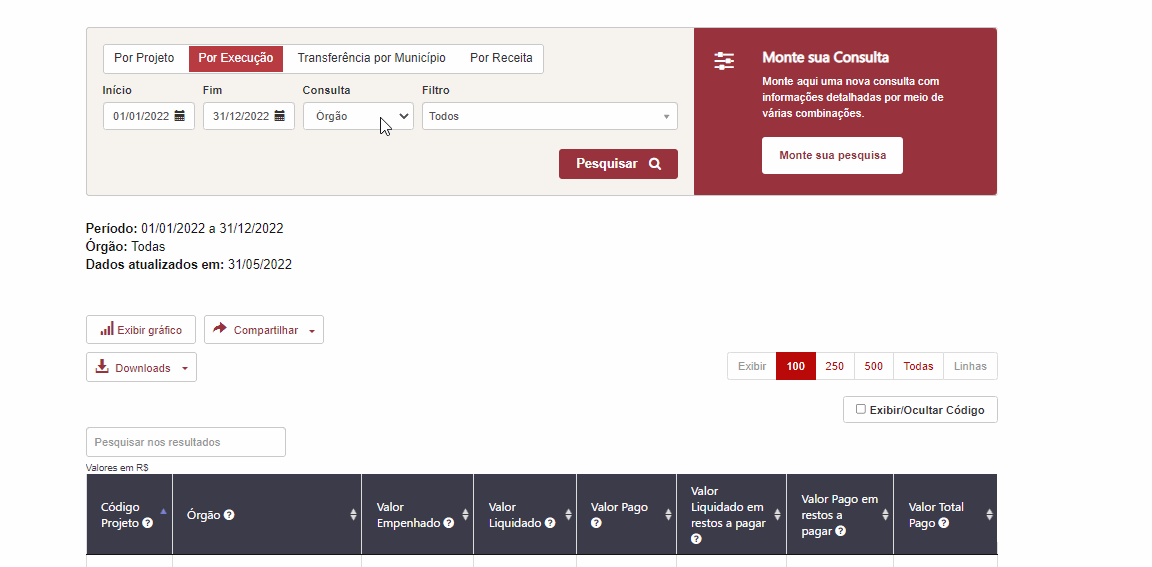 Por Projeto Por Execução Transferência por Município Por Receita
Início Fim Consulta Filtro
01/01/2022 31/12/2022 Órgão Todos
Pesquisar
Monte sua Consulta
Monte aqui uma nova consulta com
informações detalhadas por meio de
várias combinações.
Monte sua pesquisa
Período: 01/01/2022 a 31/12/2022
Órgão: Todas
Dados atualizados em: 31/05/2022
Exibir gráfico Compartilhar
Downloads
Exibir 100 250 500 Todas Linhas
Exibir/Ocultar Código
Pesquisar nos resultados
Valores em R$
Código
Projeto ?
Órgão ?
Valor
Empenhado ?
Valor
Liquidado ?
Valor Pago
?
Valor
Liquidado em
restos a pagar
?
Valor Pago em
restos a
pagar ?
Valor Total
Pago ?